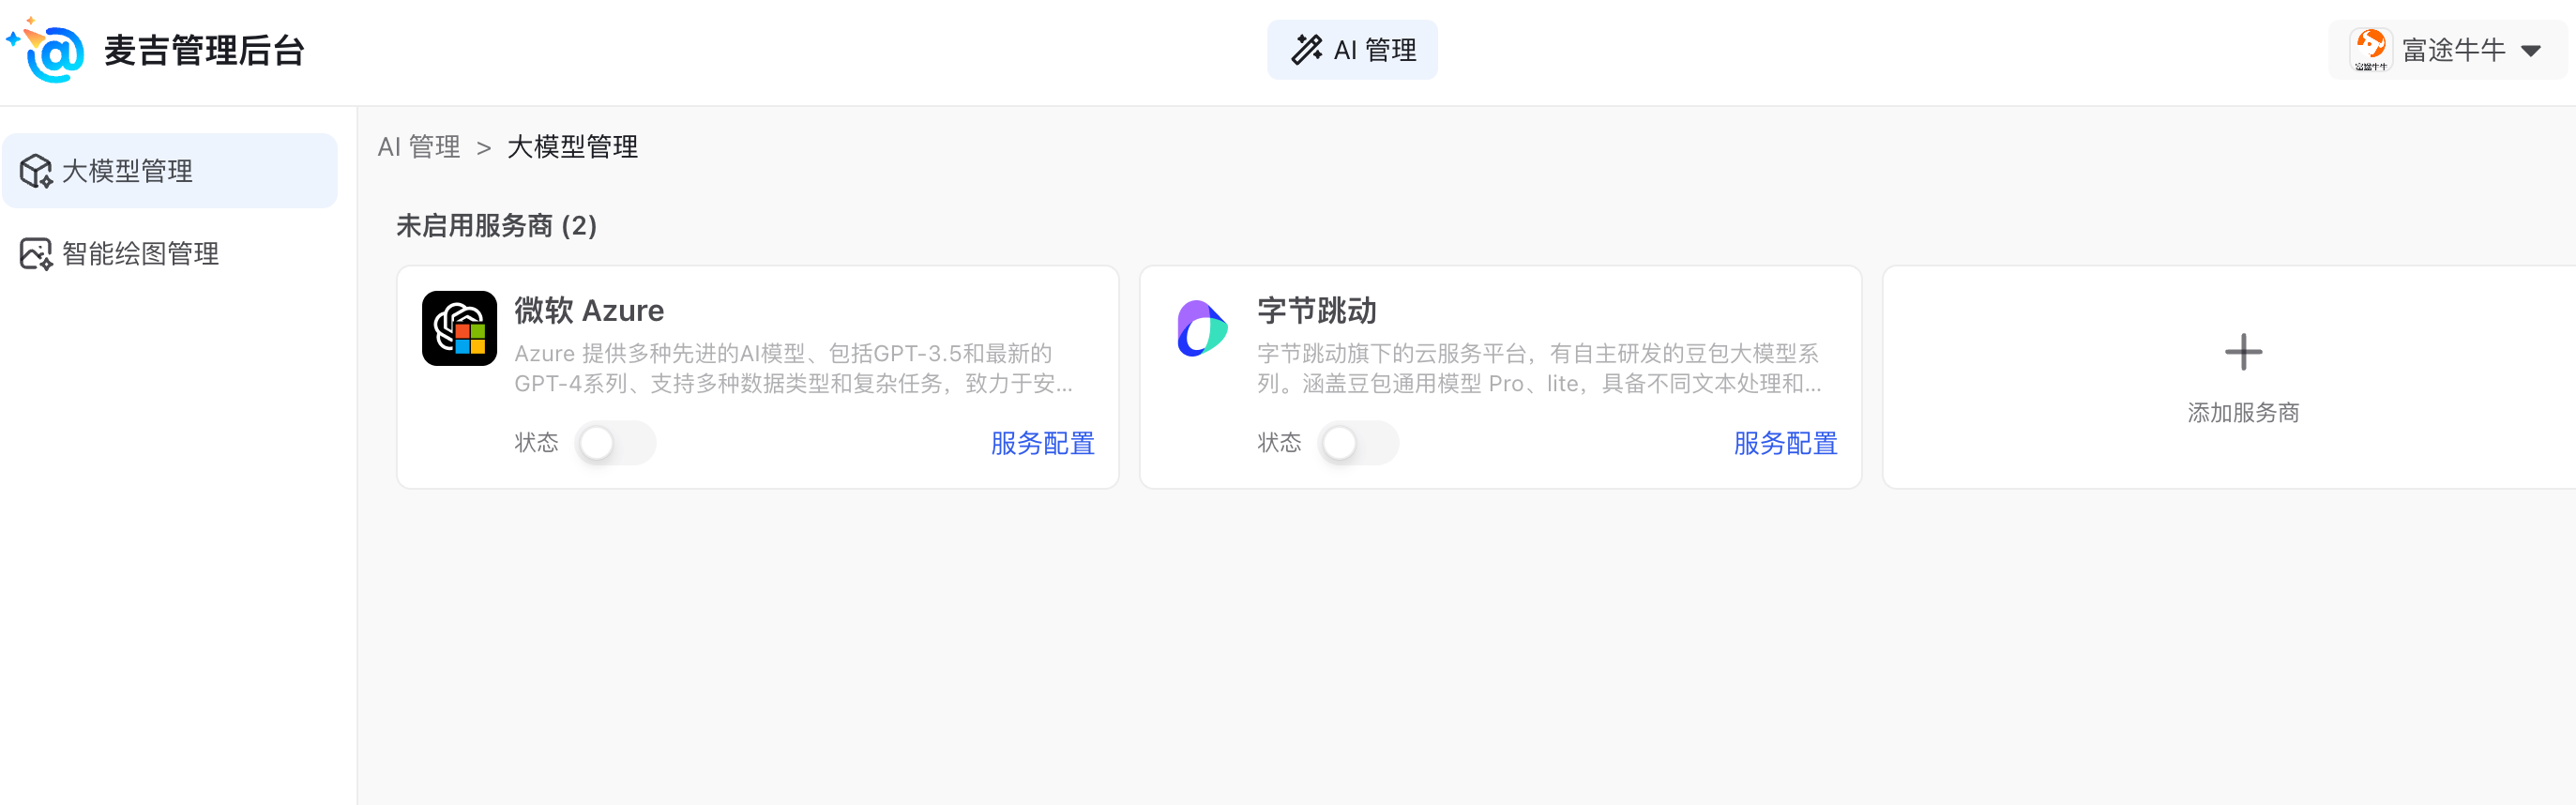 麦吉管理后台
AI 管理
富途牛牛
富途牛牛
大模型管理
智能绘图管理
AI 管理 > 大模型管理
未启用服务商 (2)
微软 Azure
Azure 提供多种先进的AI模型、包括GPT-3.5和最新的
GPT-4系列、支持多种数据类型和复杂任务，致力于安...
状态
服务配置
字节跳动
字节跳动旗下的云服务平台，有自主研发的豆包大模型系
列。涵盖豆包通用模型 Pro、lite，具备不同文本处理和...
状态
服务配置
添加服务商